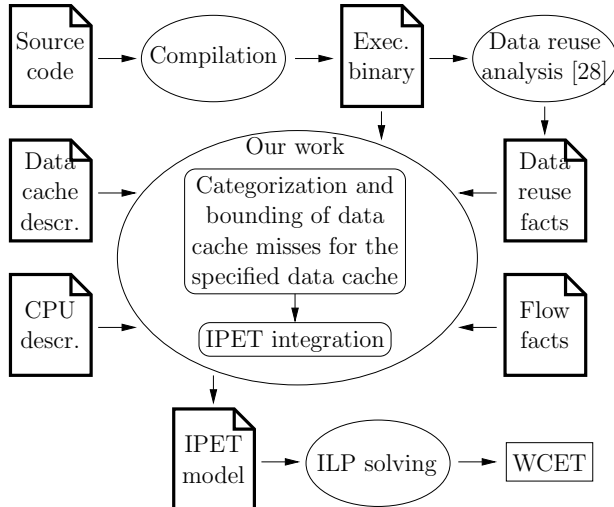 Source
code
Compilation
Exec.
binary
Data reuse
analysis [28]
Our work
Data
cache
descr.
Categorization and
bounding of data
cache misses for the
specified data cache
Data
reuse
facts
CPU
descr.
IPET integration
Flow
facts
IPET
model
ILP solving
WCET